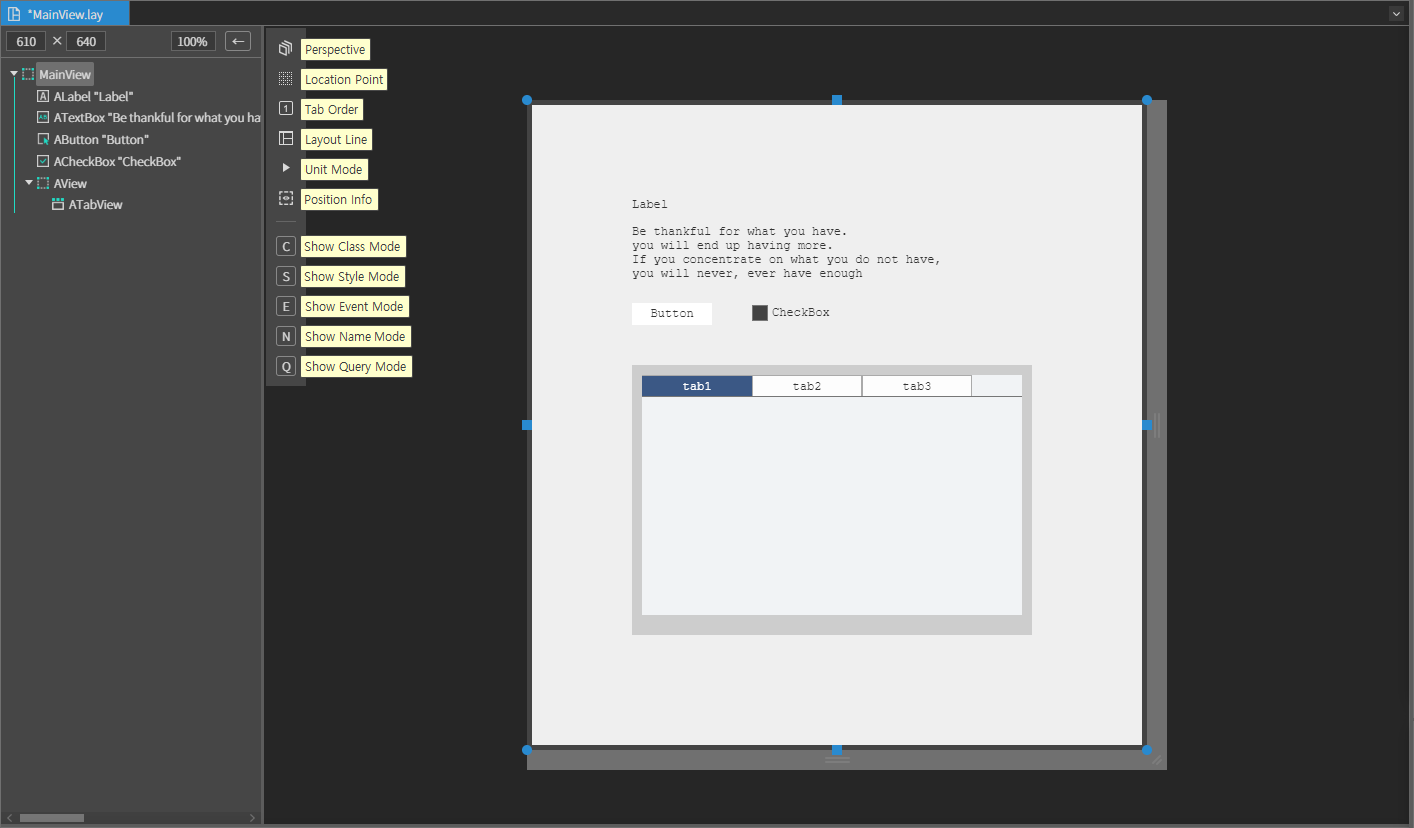 *MainView.lay
610 × 640 100%
MainView
ALabel "Label"
ATextBox "Be thankful for what you ha
AButton "Button"
ACheckBox "CheckBox"
AView
ATabView
Perspective
Location Point
1 Tab Order
Layout Line
Unit Mode
Position Info
C Show Class Mode
S Show Style Mode
E Show Event Mode
N Show Name Mode
Q Show Query Mode
Label
Be thankful for what you have.
you will end up having more.
If you concentrate on what you do not have,
you will never, ever have enough
Button CheckBox
tab1 tab2 tab3